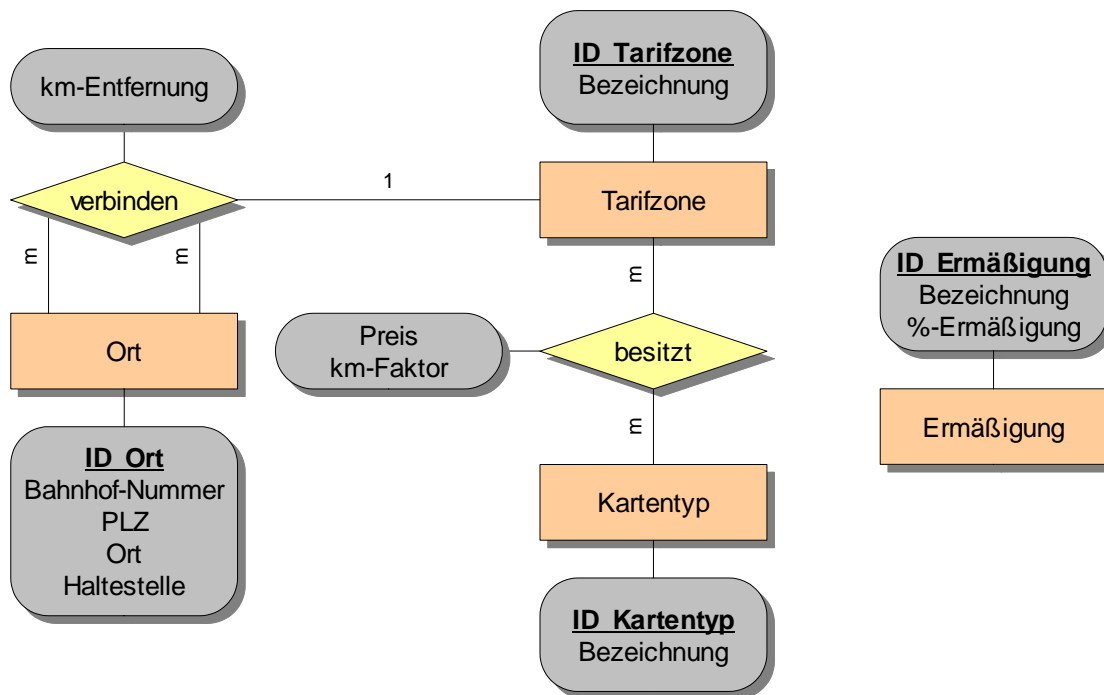 ID Tarifzone
Bezeichnung
km-Entfernung
verbinden
1
Tarifzone
m
m
m
ID Ermäßigung
Bezeichnung
%-Ermäßigung
Ort
Preis
km-Faktor
besitzt
Ermäßigung
m
ID Ort
Bahnhof-Nummer
PLZ
Ort
Haltestelle
Kartentyp
ID Kartentyp
Bezeichnung